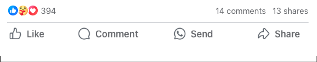 394 14 comments 13 shares
Like Comment Send Share